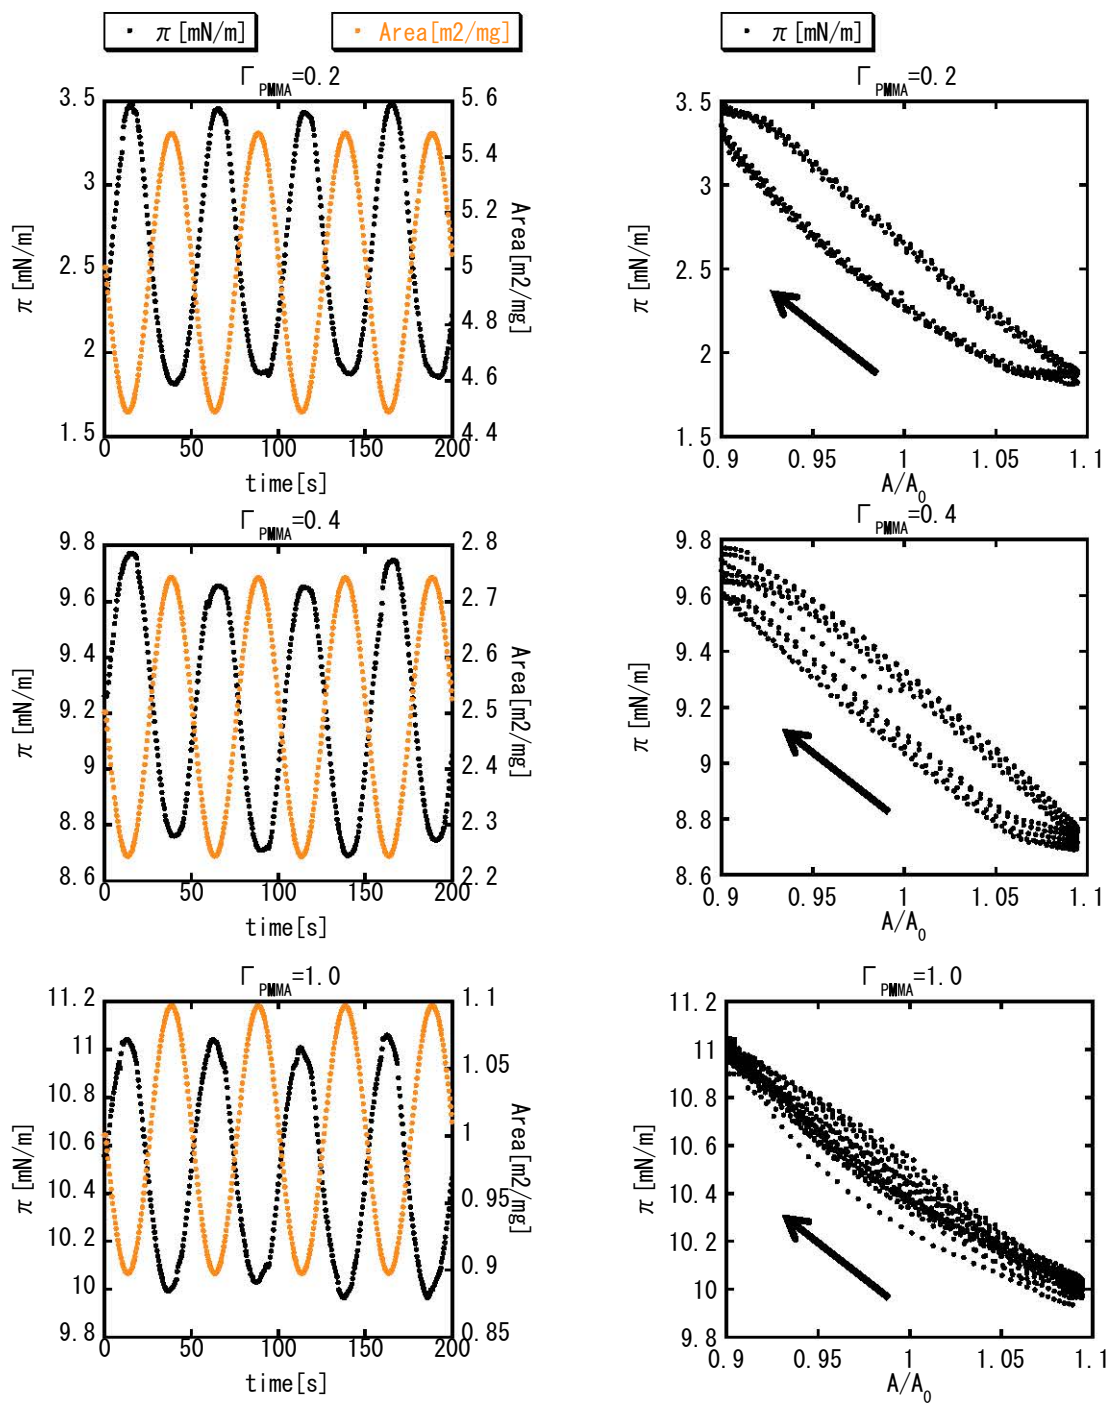 π [mN/m]
Area[m2/mg]
π [mN/m]
Γ PMMA=0.2
3.5
3
2.5
2
1.5
π [mN/m]
5.6
5.4
5.2
5
4.8
4.6
4.4
Area[m2/mg]
0 50 100 150 200
time[s]
Γ PMMA=0.2
3.5
3
2.5
2
1.5
π [mN/m]
0.9 0.95 1 1.05 1.1
A/A0
Γ PMMA=0.4
9.8
9.6
9.4
9.2
9
8.8
8.6
π [mN/m]
2.8
2.7
2.6
2.5
2.4
2.3
2.2
Area[m2/mg]
0 50 100 150 200
time[s]
Γ PMMA=0.4
9.8
9.6
9.4
9.2
9
8.8
8.6
π [mN/m]
0.9 0.95 1 1.05 1.1
A/A0
Γ PMMA=1.0
11.2
11
10.8
10.6
10.4
10.2
10
9.8
π [mN/m]
1.1
1.05
1
0.95
0.9
0.85
Area[m2/mg]
0 50 100 150 200
time[s]
Γ PMMA=1.0
11.2
11
10.8
10.6
10.4
10.2
10
9.8
π [mN/m]
0.9 0.95 1 1.05 1.1
A/A0